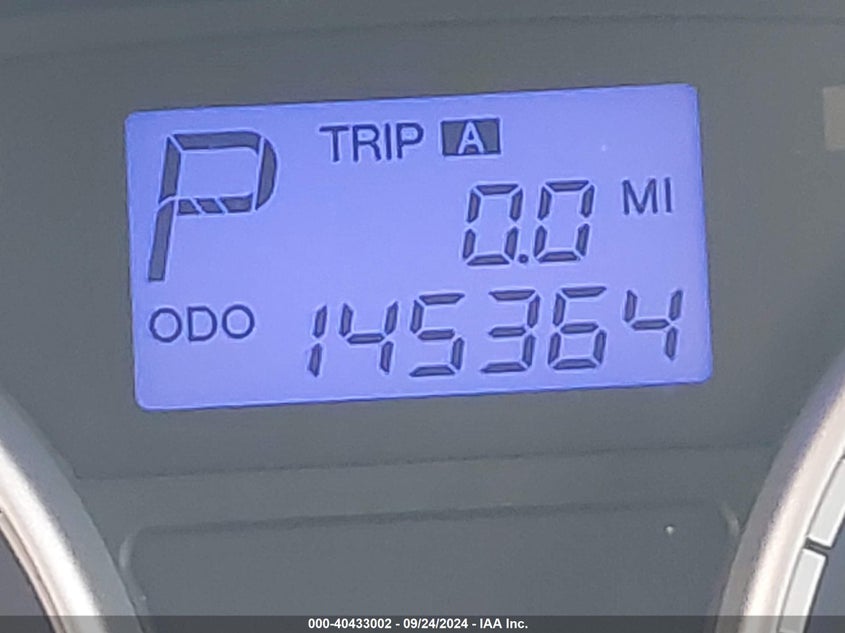 P TRIP A
0.0 MI
ODO 145364
000-40433002 - 09/24/2024 - IAA Inc.